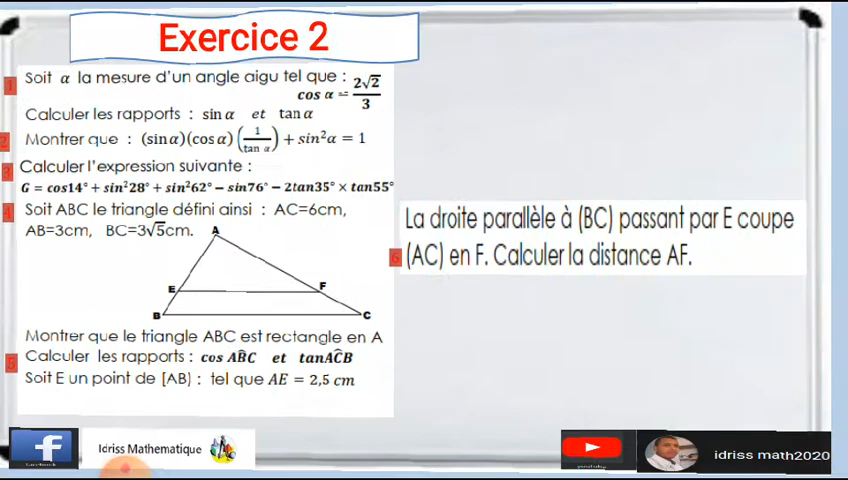 Exercice 2
1 Soit α la mesure d'un angle aigu tel que :
cos α = 2√2/3
Calculer les rapports : sin α et tan α
2 Montrer que : (sin α)(cos α)(1/tan α) + sin²α = 1
3 Calculer l'expression suivante :
G = cos14° + sin²28° + sin²62° − sin76° − 2tan35° × tan55°
4 Soit ABC le triangle défini ainsi : AC=6cm,
AB=3cm, BC=3√5cm.
A
E F
B C
Montrer que le triangle ABC est rectangle en A
5 Calculer les rapports : cos AB̂C et tanAĈB
Soit E un point de [AB) : tel que AE = 2,5 cm
La droite parallèle à (BC) passant par E coupe
6 (AC) en F. Calculer la distance AF.
f
facebook
Idriss Mathematique
youtube
idriss math2020